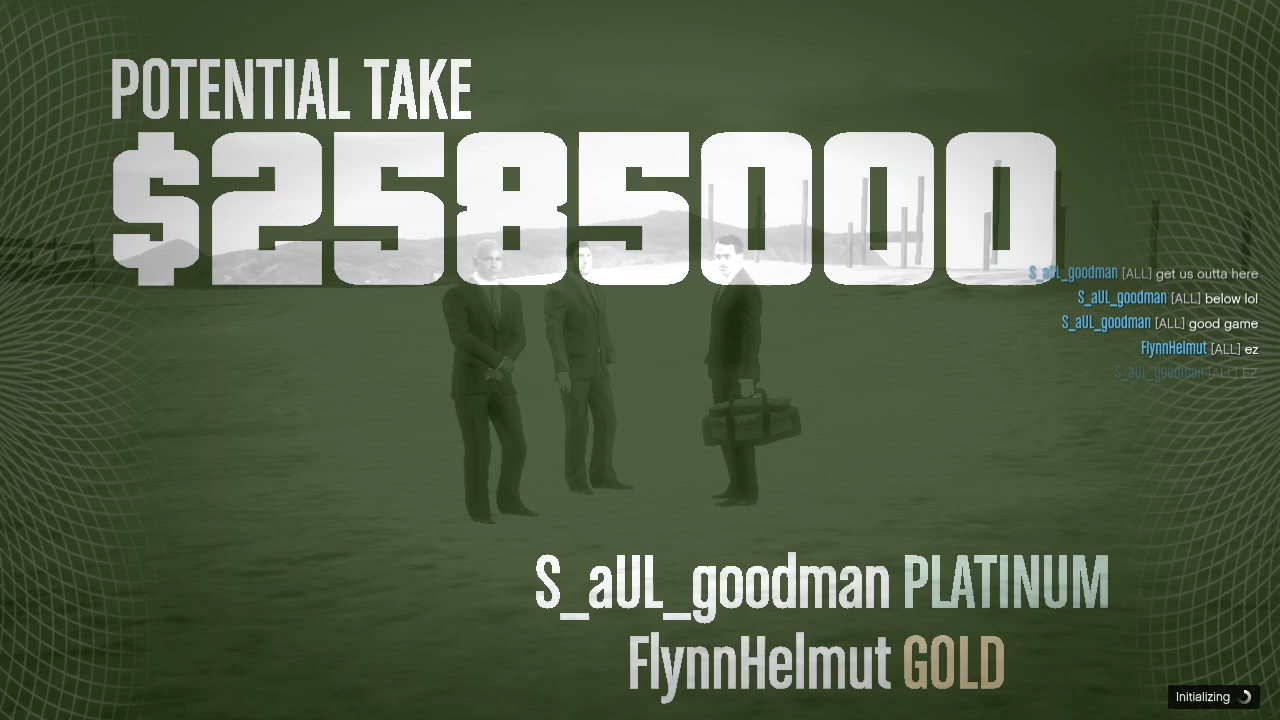 POTENTIAL TAKE
$2585000
S_aUL_goodman [ALL] get us outta here
S_aUL_goodman [ALL] below lol
S_aUL_goodman [ALL] good game
FlynnHelmut [ALL] ez
S_aUL_goodman [ALL] EZ
S_aUL_goodman PLATINUM
FlynnHelmut GOLD
Initializing